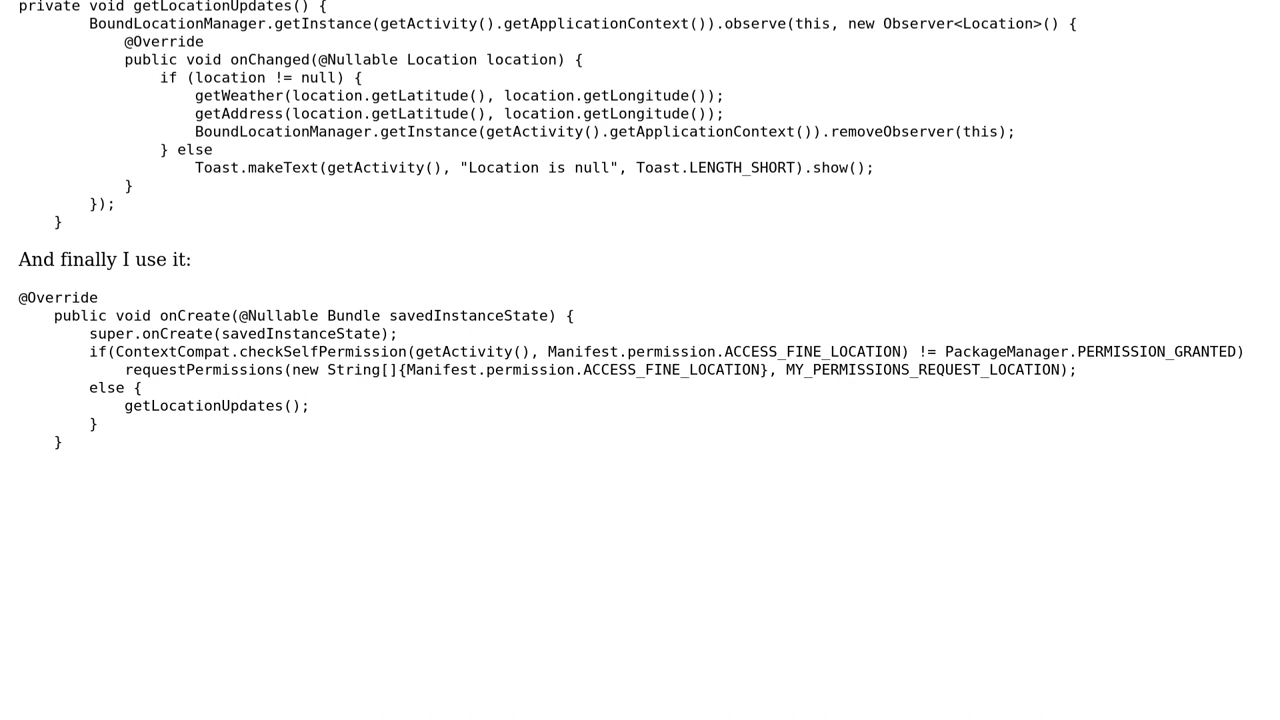 private void getLocationUpdates() {
        BoundLocationManager.getInstance(getActivity().getApplicationContext()).observe(this, new Observer<Location>() {
            @Override
            public void onChanged(@Nullable Location location) {
                if (location != null) {
                    getWeather(location.getLatitude(), location.getLongitude());
                    getAddress(location.getLatitude(), location.getLongitude());
                    BoundLocationManager.getInstance(getActivity().getApplicationContext()).removeObserver(this);
                } else
                    Toast.makeText(getActivity(), "Location is null", Toast.LENGTH_SHORT).show();
            }
        });
    }
And finally I use it:
@Override
    public void onCreate(@Nullable Bundle savedInstanceState) {
        super.onCreate(savedInstanceState);
        if(ContextCompat.checkSelfPermission(getActivity(), Manifest.permission.ACCESS_FINE_LOCATION) != PackageManager.PERMISSION_GRANTED)
            requestPermissions(new String[]{Manifest.permission.ACCESS_FINE_LOCATION}, MY_PERMISSIONS_REQUEST_LOCATION);
        else {
            getLocationUpdates();
        }
    }